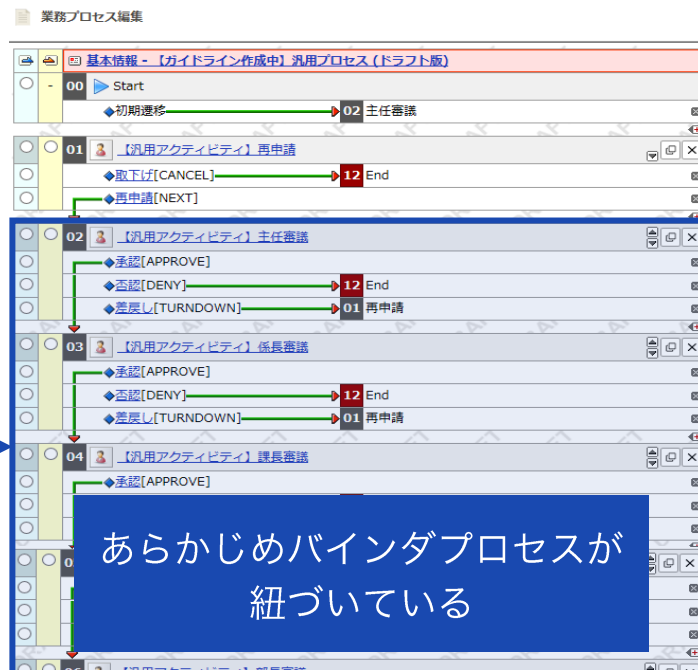 業務プロセス編集
基本情報 - 【ガイドライン作成中】汎用プロセス (ドラフト版)
- 00 Start
初期遷移 02 主任審議
01 【汎用アクティビティ】再申請
取下げ[CANCEL] 12 End
再申請[NEXT]
02 【汎用アクティビティ】主任審議
承認[APPROVE]
否認[DENY] 12 End
差戻し[TURNDOWN] 01 再申請
03 【汎用アクティビティ】係長審議
承認[APPROVE]
否認[DENY] 12 End
差戻し[TURNDOWN] 01 再申請
04 【汎用アクティビティ】課長審議
承認[APPROVE]
あらかじめバインダプロセスが
紐づいている